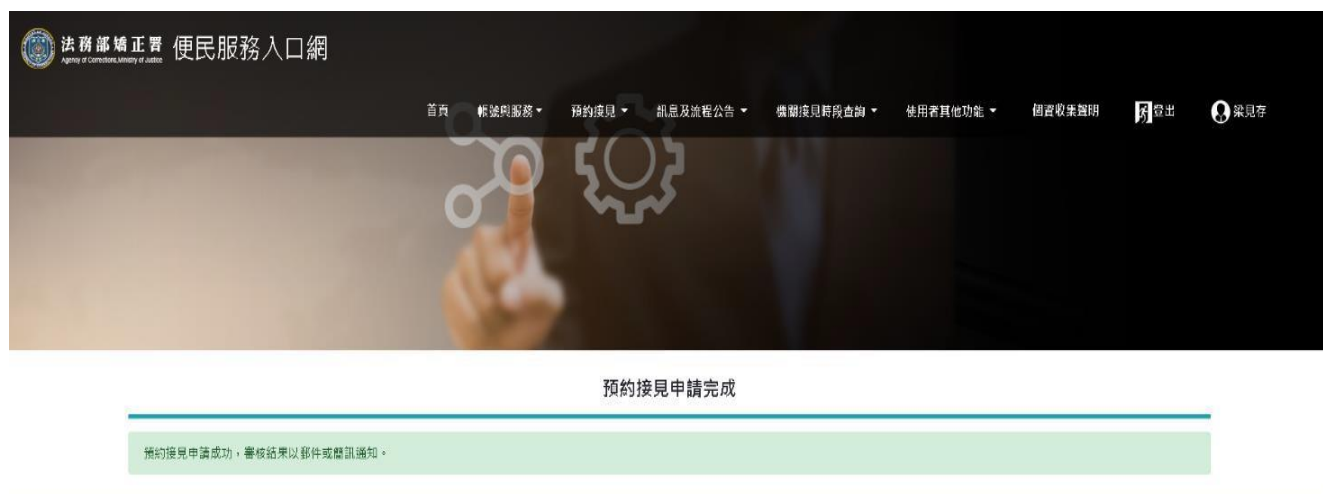 法務部矯正署 便民服務入口網
Agency of Corrections,Ministry of Justice
首頁 帳號與服務 預約接見 訊息及流程公告 機關接見時段查詢 使用者其他功能 個資收集聲明 登出 梁見存
預約接見申請完成
預約接見申請成功，審核結果以郵件或簡訊通知。